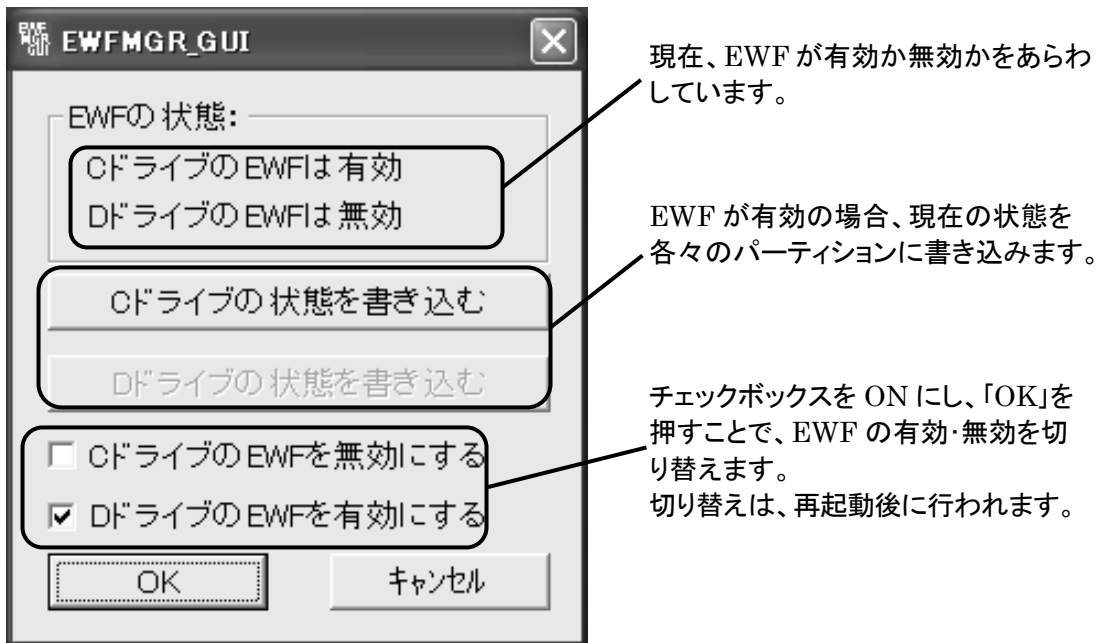 EWFMGR_GUI
EWFの状態:
CドライブのEWFは有効
DドライブのEWFは無効
Cドライブの状態を書き込む
Dドライブの状態を書き込む
CドライブのEWFを無効にする
DドライブのEWFを有効にする
OK
キャンセル
現在、EWF が有効か無効かをあらわ
しています。
EWF が有効の場合、現在の状態を
各々のパーティションに書き込みます。
チェックボックスを ON にし、「OK」を
押すことで、EWF の有効・無効を切
り替えます。
切り替えは、再起動後に行われます。